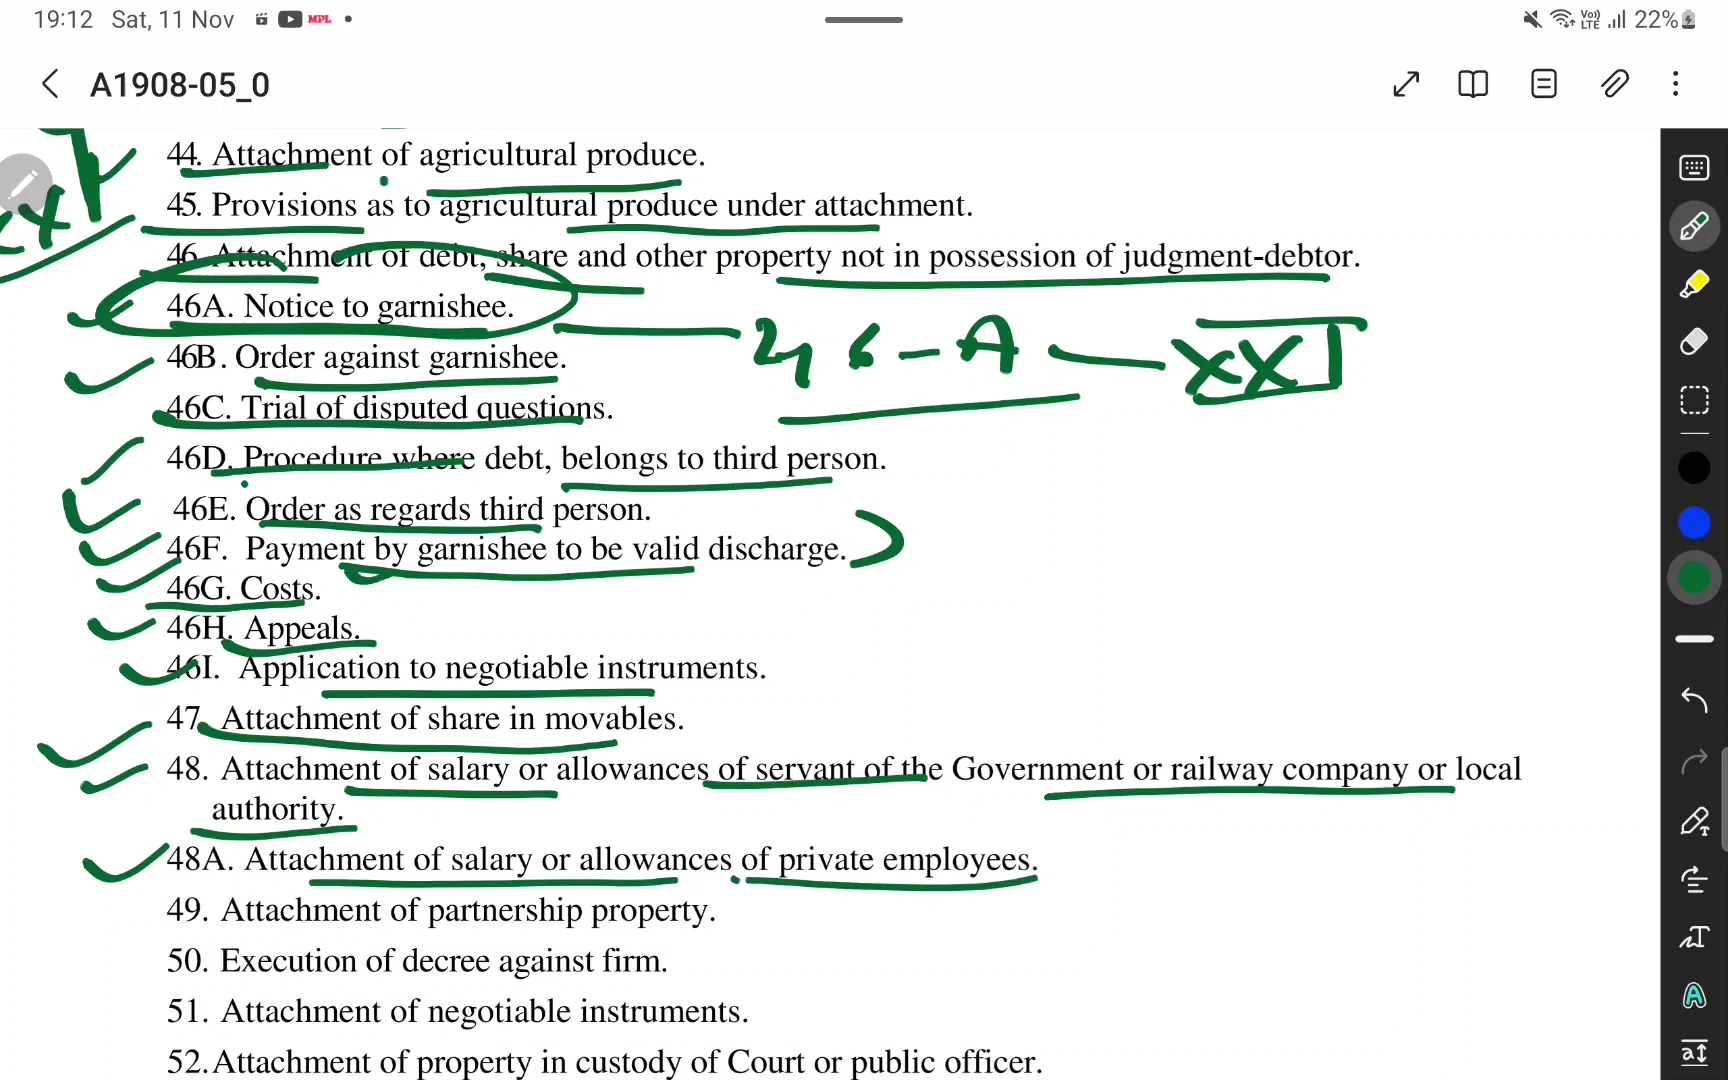 19:12 Sat, 11 Nov MPL 22%
A1908-05_0
44. Attachment of agricultural produce.
45. Provisions as to agricultural produce under attachment.
46. Attachment of debt, share and other property not in possession of judgment-debtor.
46A. Notice to garnishee.
46-A — XXI
46B. Order against garnishee.
46C. Trial of disputed questions.
46D. Procedure where debt, belongs to third person.
46E. Order as regards third person.
46F. Payment by garnishee to be valid discharge.
46G. Costs.
46H. Appeals.
46I. Application to negotiable instruments.
47. Attachment of share in movables.
48. Attachment of salary or allowances of servant of the Government or railway company or local
authority.
48A. Attachment of salary or allowances of private employees.
49. Attachment of partnership property.
50. Execution of decree against firm.
51. Attachment of negotiable instruments.
52. Attachment of property in custody of Court or public officer.